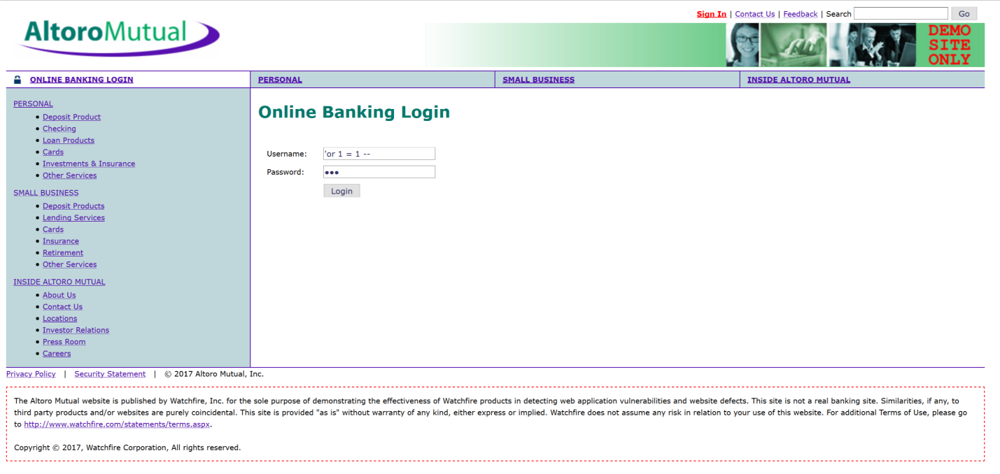 Sign In | Contact Us | Feedback | Search Go
AltoroMutual
DEMO
SITE
ONLY
ONLINE BANKING LOGIN PERSONAL SMALL BUSINESS INSIDE ALTORO MUTUAL
PERSONAL
• Deposit Product
• Checking
• Loan Products
• Cards
• Investments & Insurance
• Other Services
SMALL BUSINESS
• Deposit Products
• Lending Services
• Cards
• Insurance
• Retirement
• Other Services
INSIDE ALTORO MUTUAL
• About Us
• Contact Us
• Locations
• Investor Relations
• Press Room
• Careers
Online Banking Login
Username: 'or 1 = 1 --
Password: •••
Login
Privacy Policy | Security Statement | © 2017 Altoro Mutual, Inc.
The Altoro Mutual website is published by Watchfire, Inc. for the sole purpose of demonstrating the effectiveness of Watchfire products in detecting web application vulnerabilities and website defects. This site is not a real banking site. Similarities, if any, to
third party products and/or websites are purely coincidental. This site is provided "as is" without warranty of any kind, either express or implied. Watchfire does not assume any risk in relation to your use of this website. For additional Terms of Use, please go
to http://www.watchfire.com/statements/terms.aspx.
Copyright © 2017, Watchfire Corporation, All rights reserved.